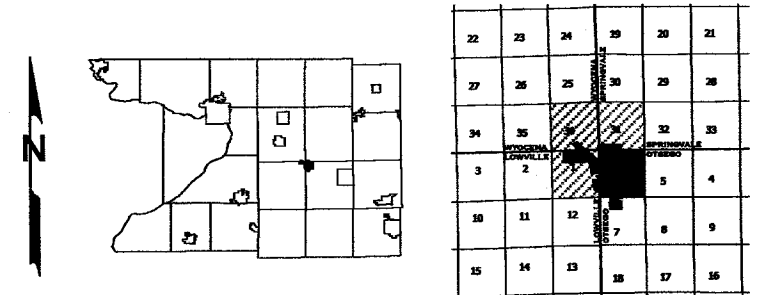 N
22 23 24 19 20 21
27 26 25 30 29 28
WYOCENA
SPRINGVALE
34 35 36 31 32 33
WYOCENA SPRINGVALE
LOWVILLE OTSEGO
3 2 5 4
10 11 12 7 8 9
LOWVILLE
OTSEGO
15 14 13 18 17 16